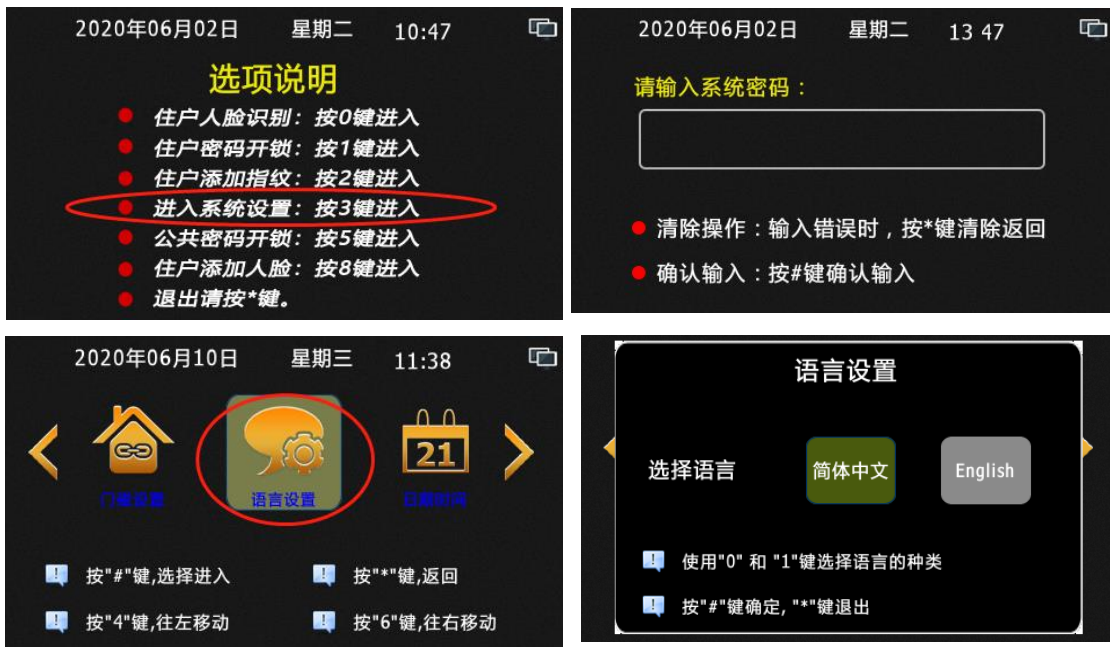 2020年06月02日 星期二 10:47
选项说明
住户人脸识别：按0键进入
住户密码开锁：按1键进入
住户添加指纹：按2键进入
进入系统设置：按3键进入
公共密码开锁：按5键进入
住户添加人脸：按8键进入
退出请按*键。
2020年06月02日 星期二 13 47
请输入系统密码：
清除操作：输入错误时，按*键清除返回
确认输入：按#键确认输入
2020年06月10日 星期三 11:38
21
语言设置 日期时间
按"#"键,选择进入 按"*"键,返回
按"4"键,往左移动 按"6"键,往右移动
语言设置
选择语言 简体中文 English
使用"0" 和 "1"键选择语言的种类
按"#"键确定, "*"键退出